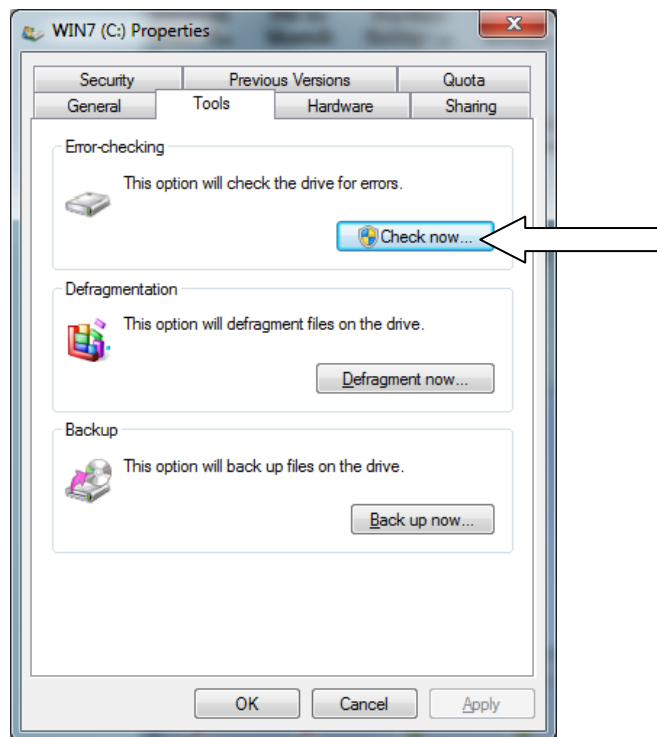 WIN7 (C:) Properties
Security Previous Versions Quota
General Tools Hardware Sharing
Error-checking
This option will check the drive for errors.
Check now...
Defragmentation
This option will defragment files on the drive.
Defragment now...
Backup
This option will back up files on the drive.
Back up now...
OK Cancel Apply